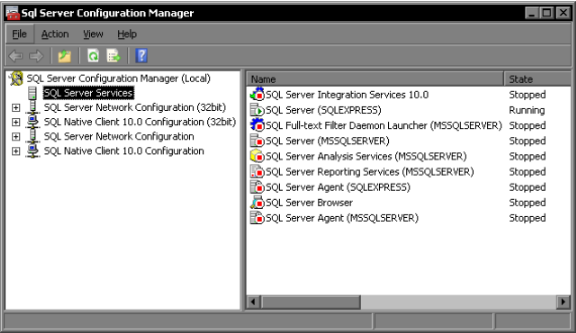 Sql Server Configuration Manager
File Action View Help
SQL Server Configuration Manager (Local)
SQL Server Services
SQL Server Network Configuration (32bit)
SQL Native Client 10.0 Configuration (32bit)
SQL Server Network Configuration
SQL Native Client 10.0 Configuration
Name State
SQL Server Integration Services 10.0 Stopped
SQL Server (SQLEXPRESS) Running
SQL Full-text Filter Daemon Launcher (MSSQLSERVER) Stopped
SQL Server (MSSQLSERVER) Stopped
SQL Server Analysis Services (MSSQLSERVER) Stopped
SQL Server Reporting Services (MSSQLSERVER) Stopped
SQL Server Agent (SQLEXPRESS) Stopped
SQL Server Browser Stopped
SQL Server Agent (MSSQLSERVER) Stopped